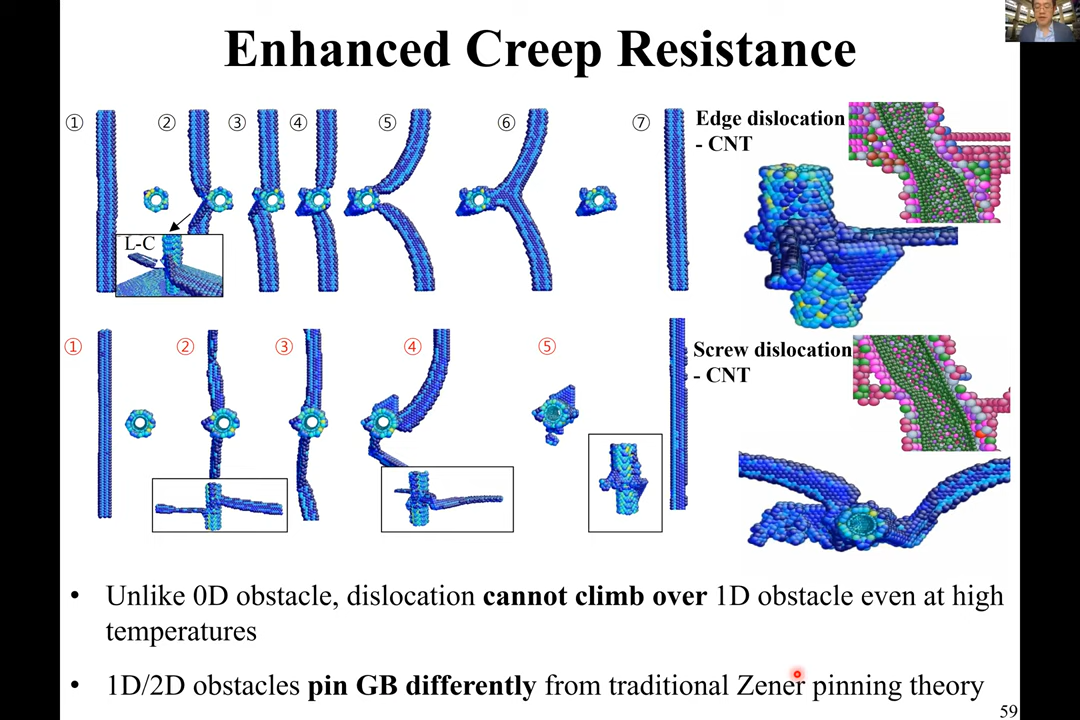 Enhanced Creep Resistance
① ② ③ ④ ⑤ ⑥ ⑦
Edge dislocation
- CNT
L-C
① ② ③ ④ ⑤
Screw dislocation
- CNT
• Unlike 0D obstacle, dislocation cannot climb over 1D obstacle even at high
temperatures
• 1D/2D obstacles pin GB differently from traditional Zener pinning theory
59